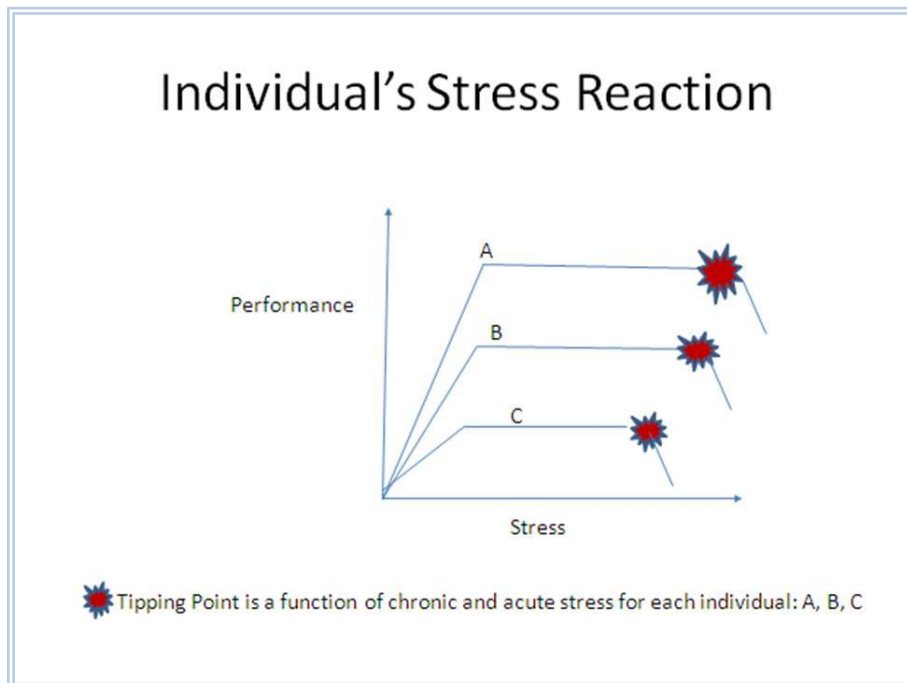 Individual's Stress Reaction
A
Performance
B
C
Stress
Tipping Point is a function of chronic and acute stress for each individual: A, B, C